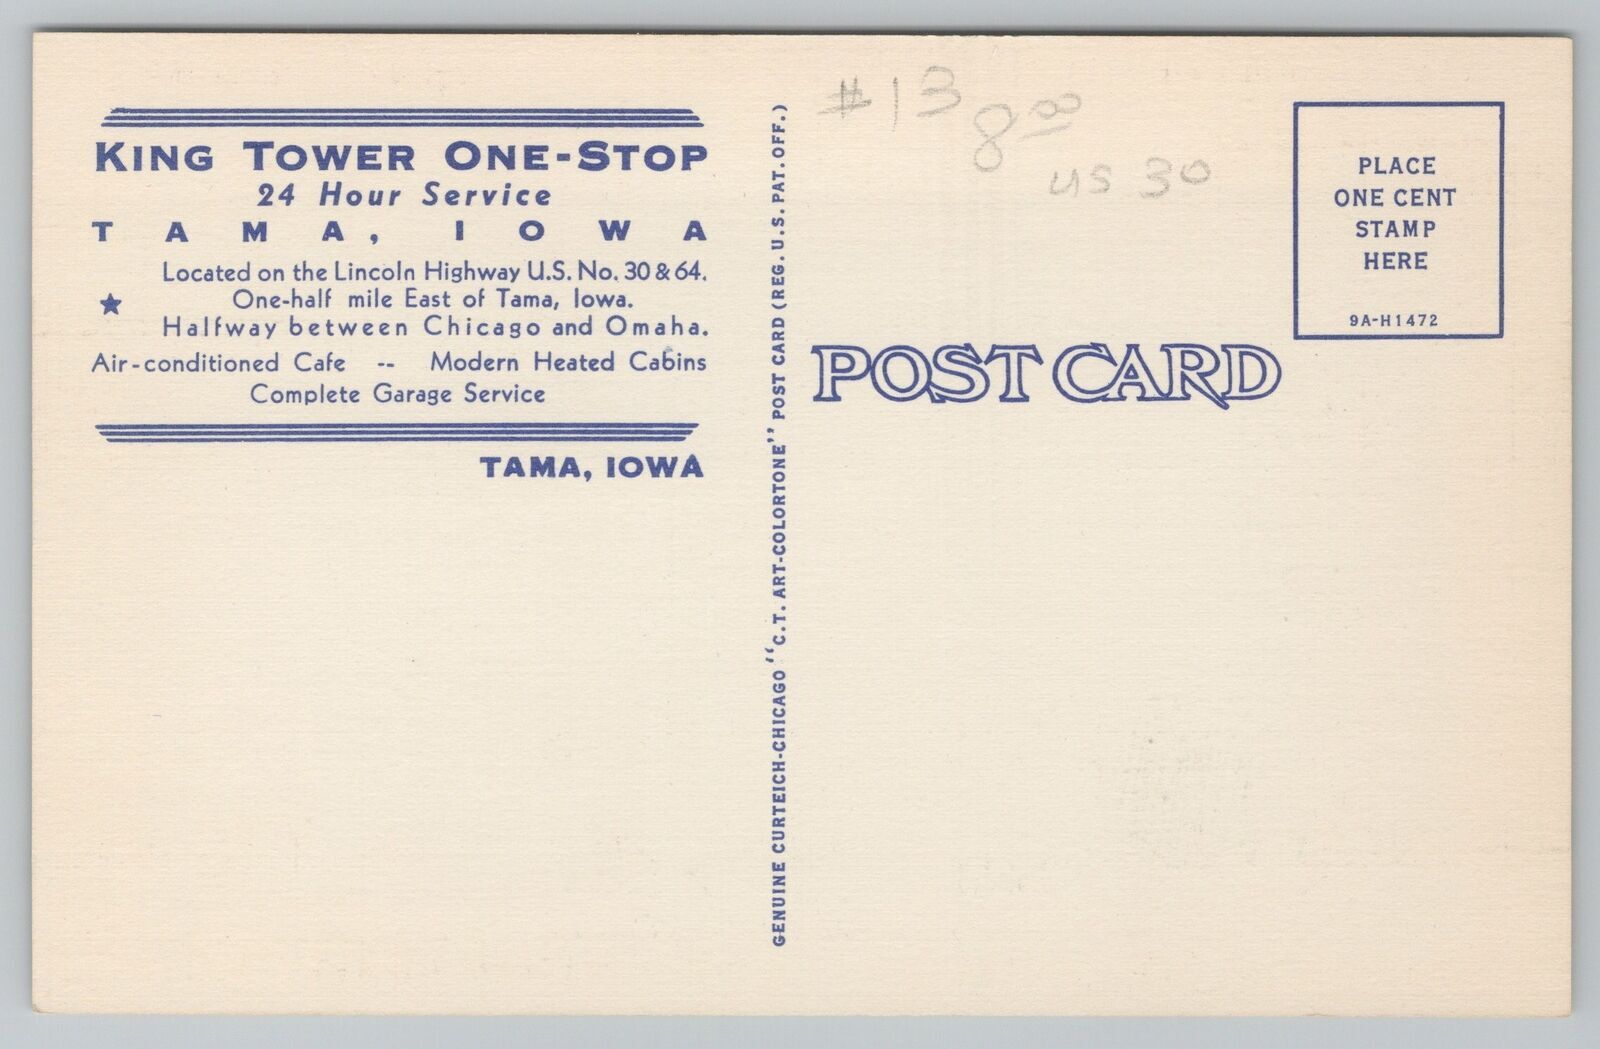 KING TOWER ONE-STOP
24 Hour Service
TAMA, IOWA
Located on the Lincoln Highway U.S. No. 30 & 64.
One-half mile East of Tama, Iowa.
★ Halfway between Chicago and Omaha.
Air-conditioned Cafe -- Modern Heated Cabins
Complete Garage Service
TAMA, IOWA
GENUINE CURTEICH-CHICAGO "C.T. ART-COLORTONE" POST CARD (REG. U.S. PAT. OFF.)
#13
8 00
US 30
POST CARD
PLACE
ONE CENT
STAMP
HERE
9A-H1472